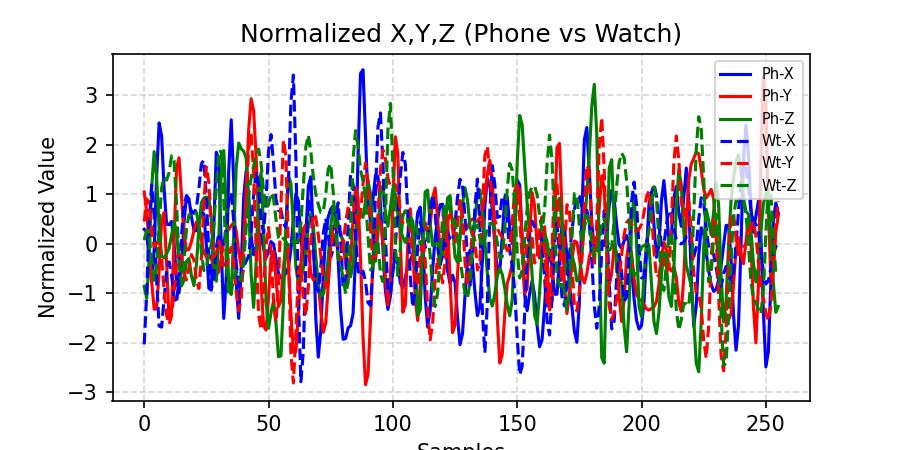 Normalized X,Y,Z (Phone vs Watch)
Normalized Value
3
2
1
0
−1
−2
−3
0
50
100
150
200
250
Samples
Ph-X
Ph-Y
Ph-Z
Wt-X
Wt-Y
Wt-Z